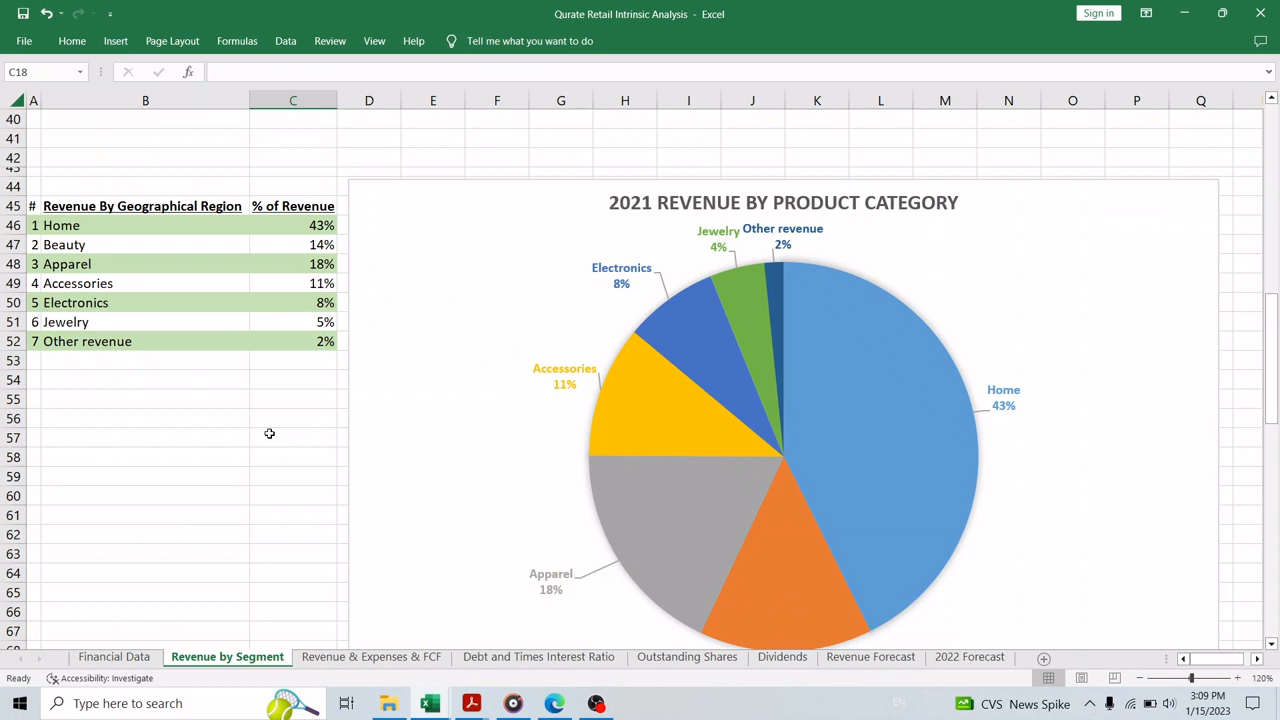 Qurate Retail Intrinsic Analysis - Excel
Sign in
File Home Insert Page Layout Formulas Data Review View Help Tell me what you want to do
C18 fx
A B C D E F G H I J K L M N O P Q
40
41
42
43
44
45 # Revenue By Geographical Region % of Revenue
46 1 Home 43%
47 2 Beauty 14%
48 3 Apparel 18%
49 4 Accessories 11%
50 5 Electronics 8%
51 6 Jewelry 5%
52 7 Other revenue 2%
53
54
55
56
57
58
59
60
61
62
63
64
65
66
67
2021 REVENUE BY PRODUCT CATEGORY
Jewelry
4%
Other revenue
2%
Electronics
8%
Accessories
11%
Home
43%
Apparel
18%
Financial Data Revenue by Segment Revenue & Expenses & FCF Debt and Times Interest Ratio Outstanding Shares Dividends Revenue Forecast 2022 Forecast
Ready Accessibility: Investigate 120%
Type here to search CVS News Spike 3:09 PM
1/15/2023